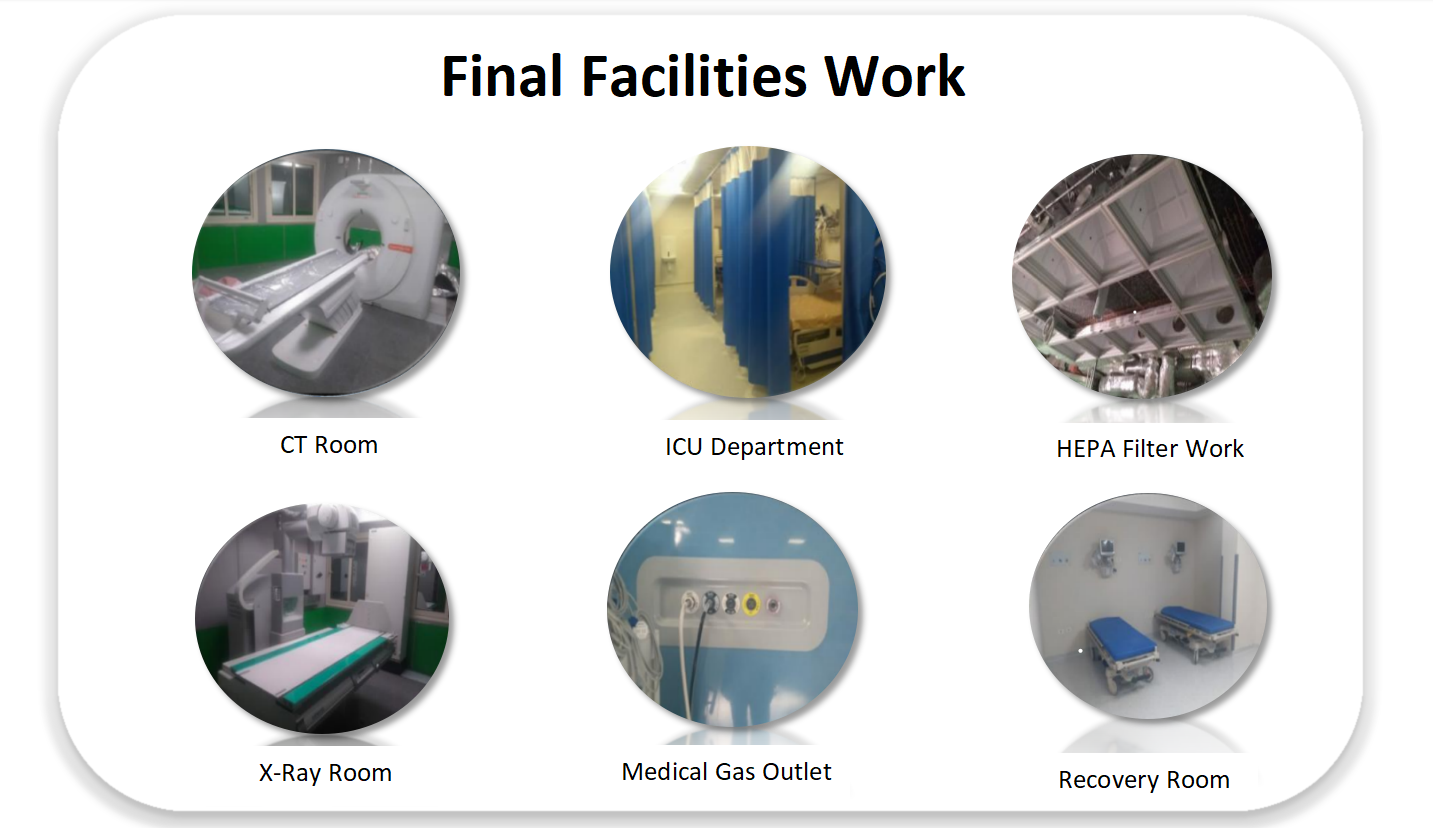 Final Facilities Work
CT Room
ICU Department
HEPA Filter Work
X-Ray Room
Medical Gas Outlet
Recovery Room